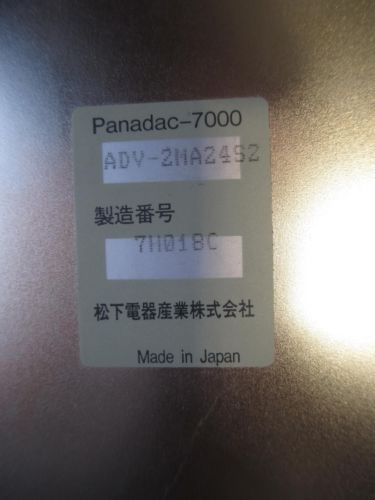 Panadac-7000
ADV-2MA24S2
製造番号
7H018C
松下電器産業株式会社
Made in Japan